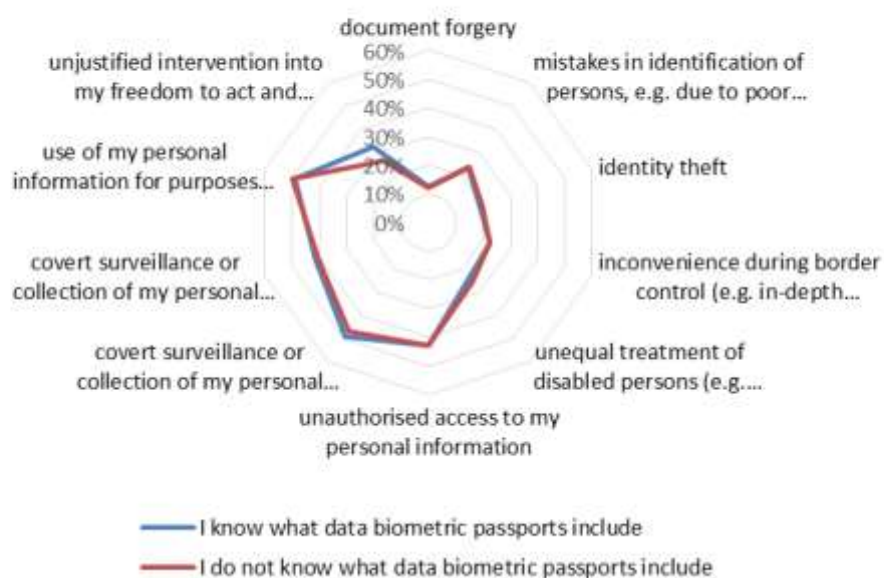 document forgery
60%
50%
40%
30%
20%
10%
0%
mistakes in identification of
persons, e.g. due to poor...
identity theft
inconvenience during border
control (e.g. in-depth...
unequal treatment of
disabled persons (e.g....
unauthorised access to my
personal information
covert surveillance or
collection of my personal...
covert surveillance or
collection of my personal...
use of my personal
information for purposes...
unjustified intervention into
my freedom to act and...
I know what data biometric passports include
I do not know what data biometric passports include